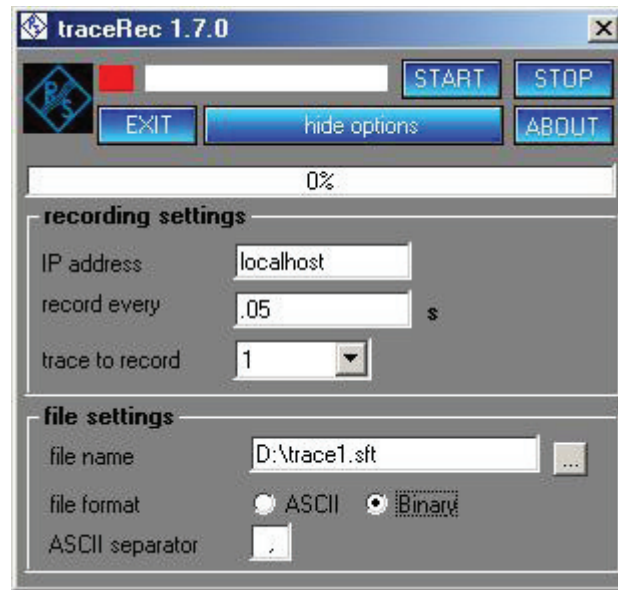 traceRec 1.7.0
R/S START STOP
EXIT hide options ABOUT
0%
recording settings
IP address localhost
record every .05 s
trace to record 1
file settings
file name D:\trace1.sft ...
file format ASCII Binary
ASCII separator ,